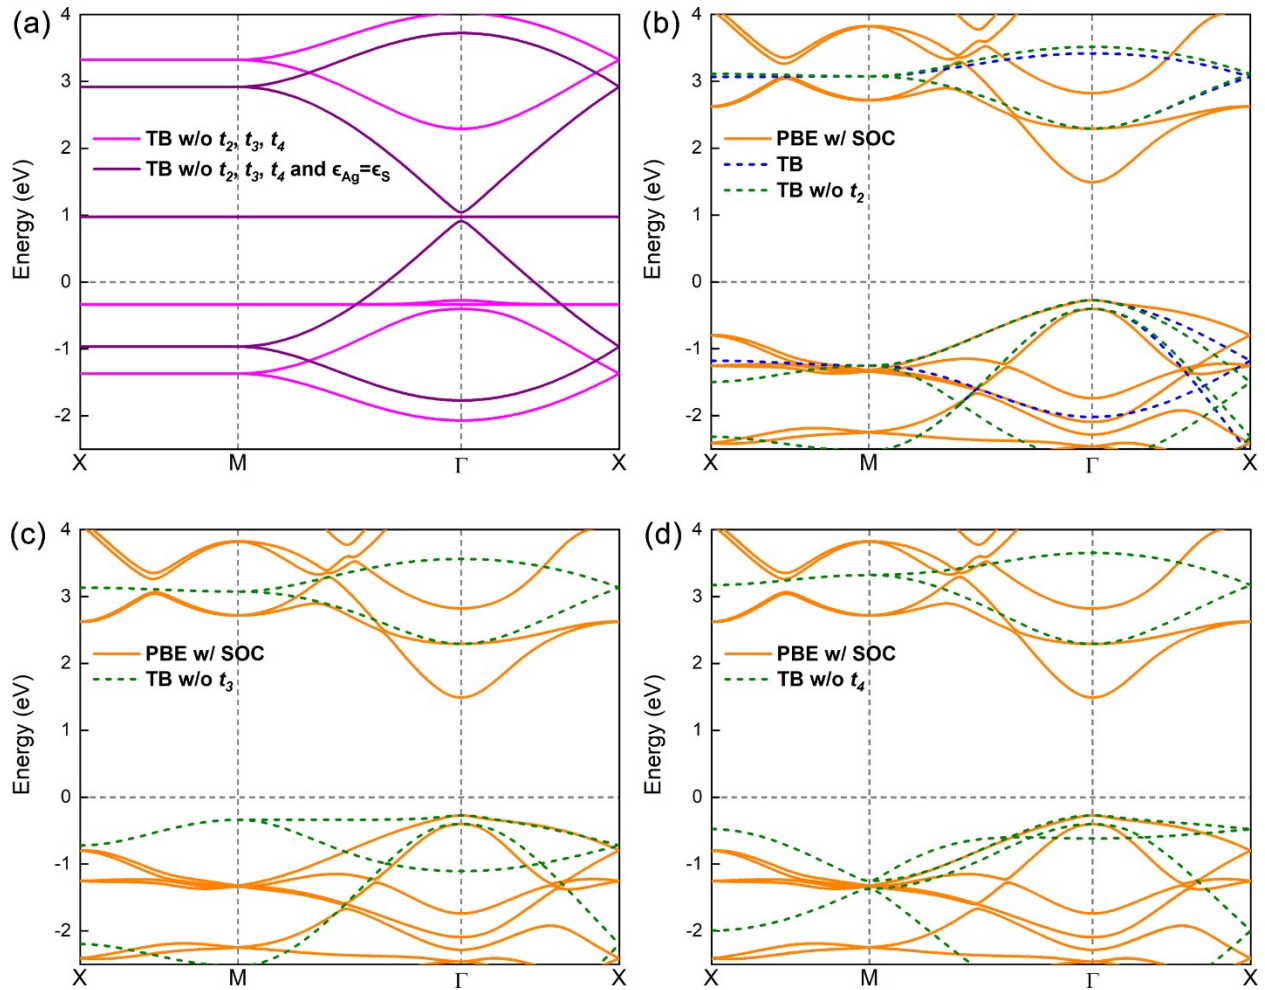 (a)
4
3
2
1
0
-1
-2
Energy (eV)
TB w/o t₂, t₃, t₄
TB w/o t₂, t₃, t₄ and ϵAg=ϵS
X M Γ X
(b)
4
3
2
1
0
-1
-2
Energy (eV)
PBE w/ SOC
TB
TB w/o t₂
X M Γ X
(c)
4
3
2
1
0
-1
-2
Energy (eV)
PBE w/ SOC
TB w/o t₃
X M Γ X
(d)
4
3
2
1
0
-1
-2
Energy (eV)
PBE w/ SOC
TB w/o t₄
X M Γ X